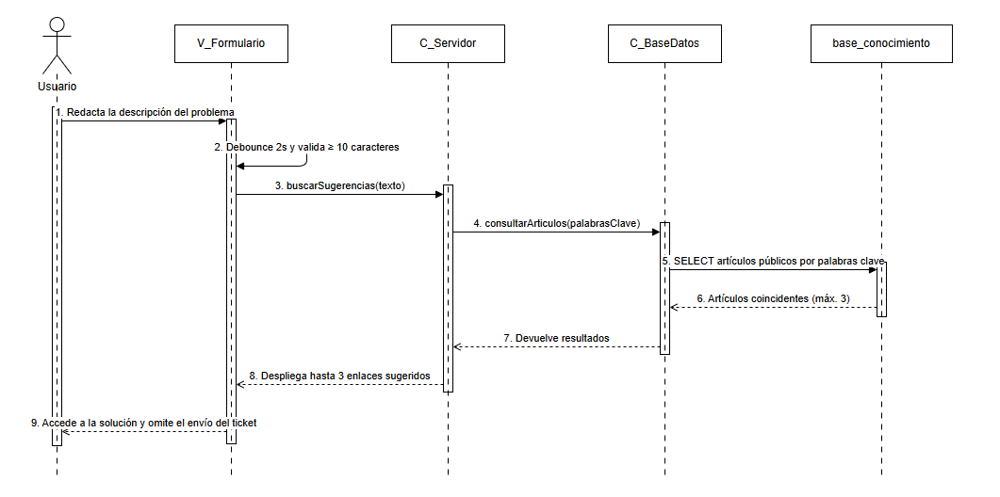 V_Formulario
C_Servidor
C_BaseDatos
base_conocimiento
Usuario
1. Redacta la descripción del problema
2. Debounce 2s y valida ≥ 10 caracteres
3. buscarSugerencias(texto)
4. consultarArticulos(palabrasClave)
5. SELECT artículos públicos por palabras clave
6. Artículos coincidentes (máx. 3)
7. Devuelve resultados
8. Despliega hasta 3 enlaces sugeridos
9. Accede a la solución y omite el envío del ticket